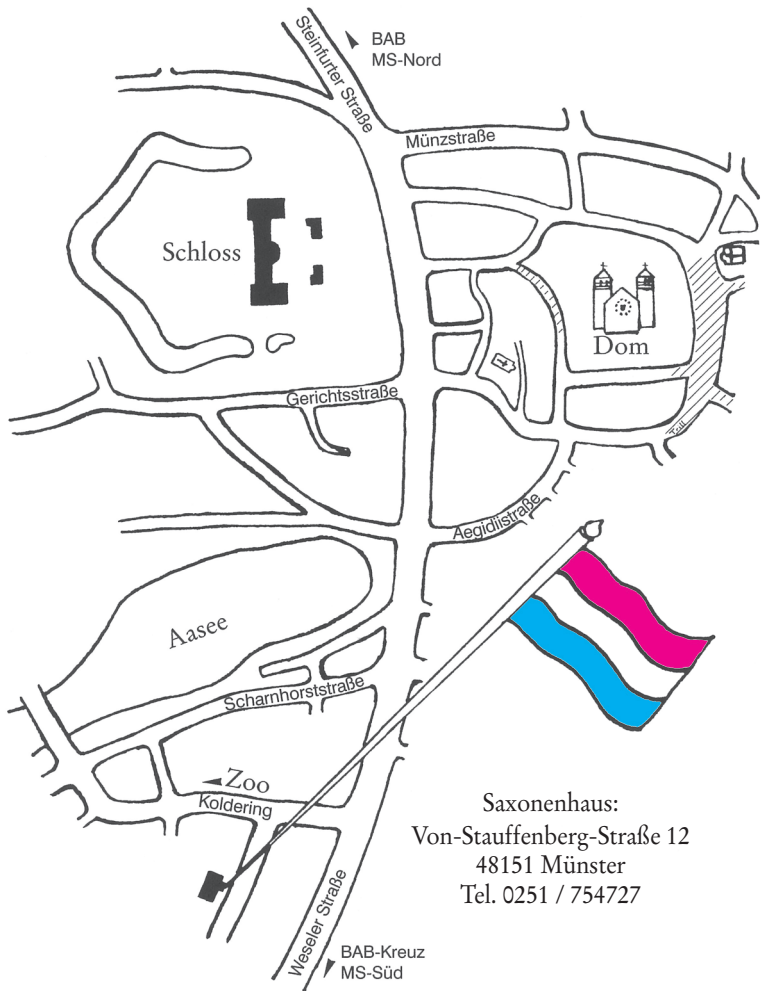 BAB
MS-Nord
Steinfurter Straße
Münzstraße
Schloss
Dom
Gerichtsstraße
Aegidiistraße
Aasee
Scharnhorststraße
Zoo
Koldering
Saxonenhaus:
Von-Stauffenberg-Straße 12
48151 Münster
Tel. 0251 / 754727
Weseler Straße
BAB-Kreuz
MS-Süd